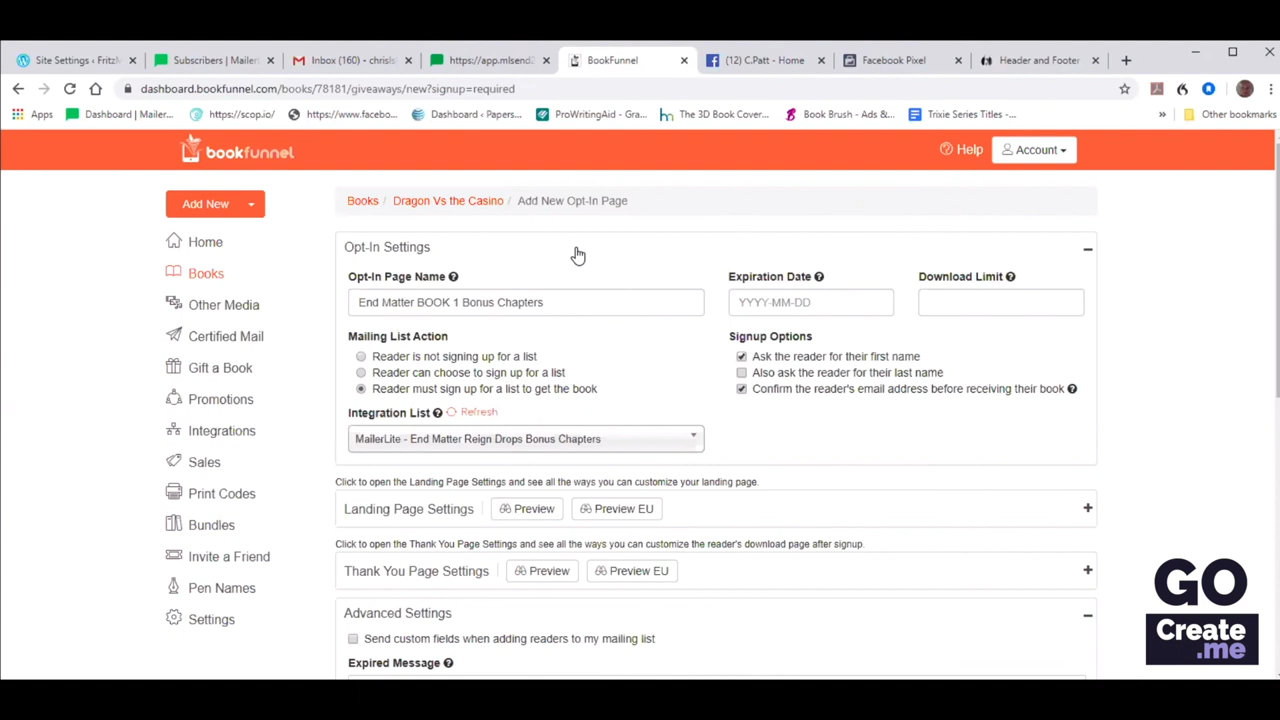 Site Settings ‹ FritzM
Subscribers | Mailerl
Inbox (160) – chrisls
https://app.mlsend2
BookFunnel
(12) C.Patt - Home
Facebook Pixel
Header and Footer
dashboard.bookfunnel.com/books/78181/giveaways/new?signup=required
Apps
Dashboard | Mailer...
https://scop.io/
https://www.facebo...
Dashboard ‹ Papers...
ProWritingAid - Gra...
The 3D Book Cover...
Book Brush - Ads &...
Trixie Series Titles -...
»
Other bookmarks
bookfunnel
Help
Account
Add New
Books / Dragon Vs the Casino / Add New Opt-In Page
Home
Books
Other Media
Certified Mail
Gift a Book
Promotions
Integrations
Sales
Print Codes
Bundles
Invite a Friend
Pen Names
Settings
Opt-In Settings
Opt-In Page Name
Expiration Date
Download Limit
End Matter BOOK 1 Bonus Chapters
YYYY-MM-DD
Mailing List Action
Signup Options
Reader is not signing up for a list
Ask the reader for their first name
Reader can choose to sign up for a list
Also ask the reader for their last name
Reader must sign up for a list to get the book
Confirm the reader's email address before receiving their book
Integration List
Refresh
MailerLite - End Matter Reign Drops Bonus Chapters
Click to open the Landing Page Settings and see all the ways you can customize your landing page.
Landing Page Settings
Preview
Preview EU
Click to open the Thank You Page Settings and see all the ways you can customize the reader's download page after signup.
Thank You Page Settings
Preview
Preview EU
Advanced Settings
Send custom fields when adding readers to my mailing list
Expired Message
GO
Create
.me